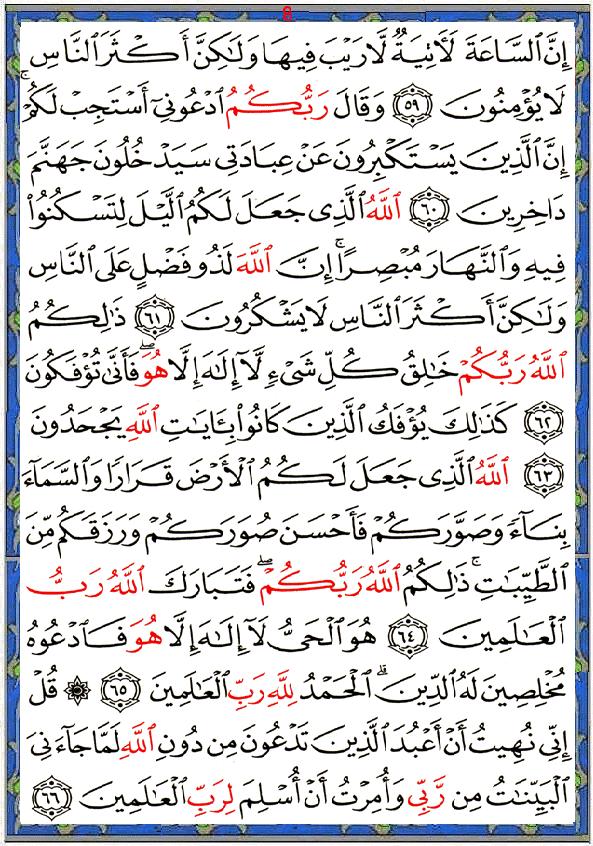 8
إِنَّ ٱلسَّاعَةَ لَءَاتِيَةٌ لَّا رَيْبَ فِيهَا وَلَٰكِنَّ أَكْثَرَ ٱلنَّاسِ
لَا يُؤْمِنُونَ ٥٩ وَقَالَ رَبُّكُمُ ٱدْعُونِىٓ أَسْتَجِبْ لَكُمْ ۚ
إِنَّ ٱلَّذِينَ يَسْتَكْبِرُونَ عَنْ عِبَادَتِى سَيَدْخُلُونَ جَهَنَّمَ
دَاخِرِينَ ٦٠ ٱللَّهُ ٱلَّذِى جَعَلَ لَكُمُ ٱلَّيْلَ لِتَسْكُنُوا۟
فِيهِ وَٱلنَّهَارَ مُبْصِرًا ۚ إِنَّ ٱللَّهَ لَذُو فَضْلٍ عَلَى ٱلنَّاسِ
وَلَٰكِنَّ أَكْثَرَ ٱلنَّاسِ لَا يَشْكُرُونَ ٦١ ذَٰلِكُمُ
ٱللَّهُ رَبُّكُمْ خَٰلِقُ كُلِّ شَىْءٍ لَّآ إِلَٰهَ إِلَّا هُوَ ۖ فَأَنَّىٰ تُؤْفَكُونَ
٦٢ كَذَٰلِكَ يُؤْفَكُ ٱلَّذِينَ كَانُوا۟ بِـَٔايَٰتِ ٱللَّهِ يَجْحَدُونَ
٦٣ ٱللَّهُ ٱلَّذِى جَعَلَ لَكُمُ ٱلْأَرْضَ قَرَارًا وَٱلسَّمَآءَ
بِنَآءً وَصَوَّرَكُمْ فَأَحْسَنَ صُوَرَكُمْ وَرَزَقَكُم مِّنَ
ٱلطَّيِّبَٰتِ ۚ ذَٰلِكُمُ ٱللَّهُ رَبُّكُمْ ۖ فَتَبَارَكَ ٱللَّهُ رَبُّ
ٱلْعَٰلَمِينَ ٦٤ هُوَ ٱلْحَىُّ لَآ إِلَٰهَ إِلَّا هُوَ فَٱدْعُوهُ
مُخْلِصِينَ لَهُ ٱلدِّينَ ۗ ٱلْحَمْدُ لِلَّهِ رَبِّ ٱلْعَٰلَمِينَ ٦٥ ۞ قُلْ
إِنِّى نُهِيتُ أَنْ أَعْبُدَ ٱلَّذِينَ تَدْعُونَ مِن دُونِ ٱللَّهِ لَمَّا جَآءَنِىَ
ٱلْبَيِّنَٰتُ مِن رَّبِّى وَأُمِرْتُ أَنْ أُسْلِمَ لِرَبِّ ٱلْعَٰلَمِينَ ٦٦